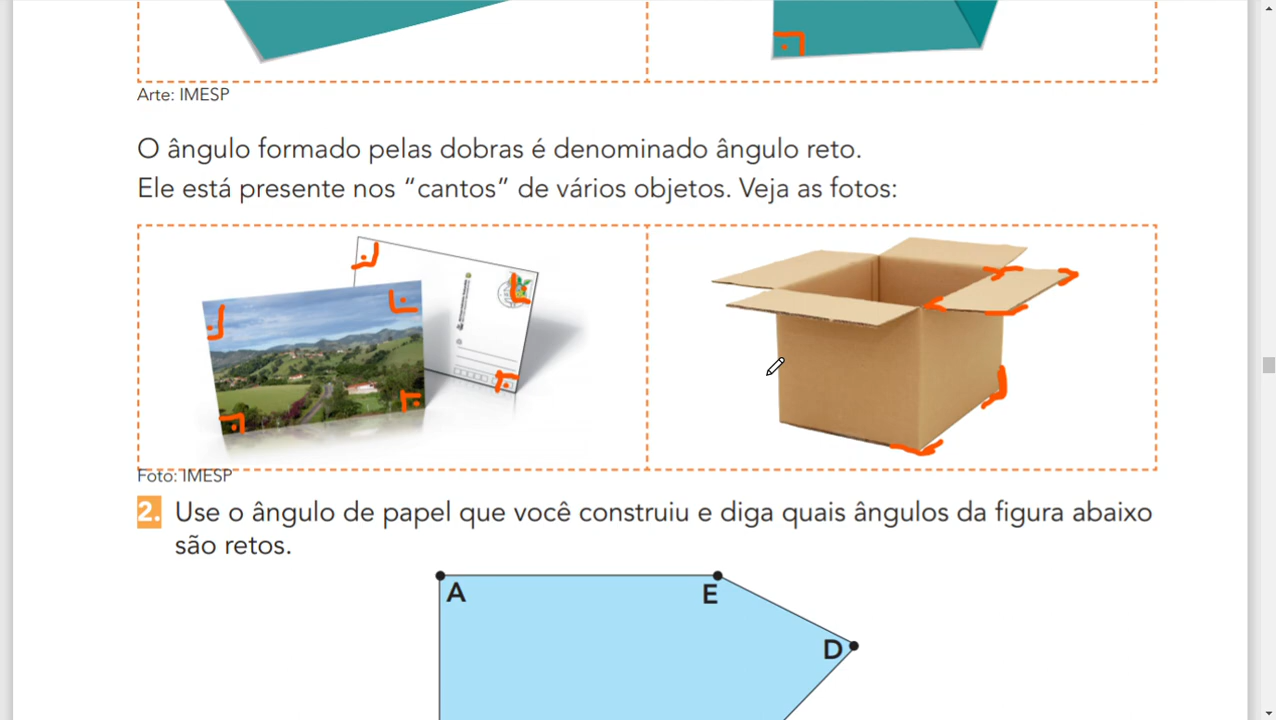 Arte: IMESP
O ângulo formado pelas dobras é denominado ângulo reto.
Ele está presente nos “cantos” de vários objetos. Veja as fotos:
Foto: IMESP
2. Use o ângulo de papel que você construiu e diga quais ângulos da figura abaixo
são retos.
A
E
D